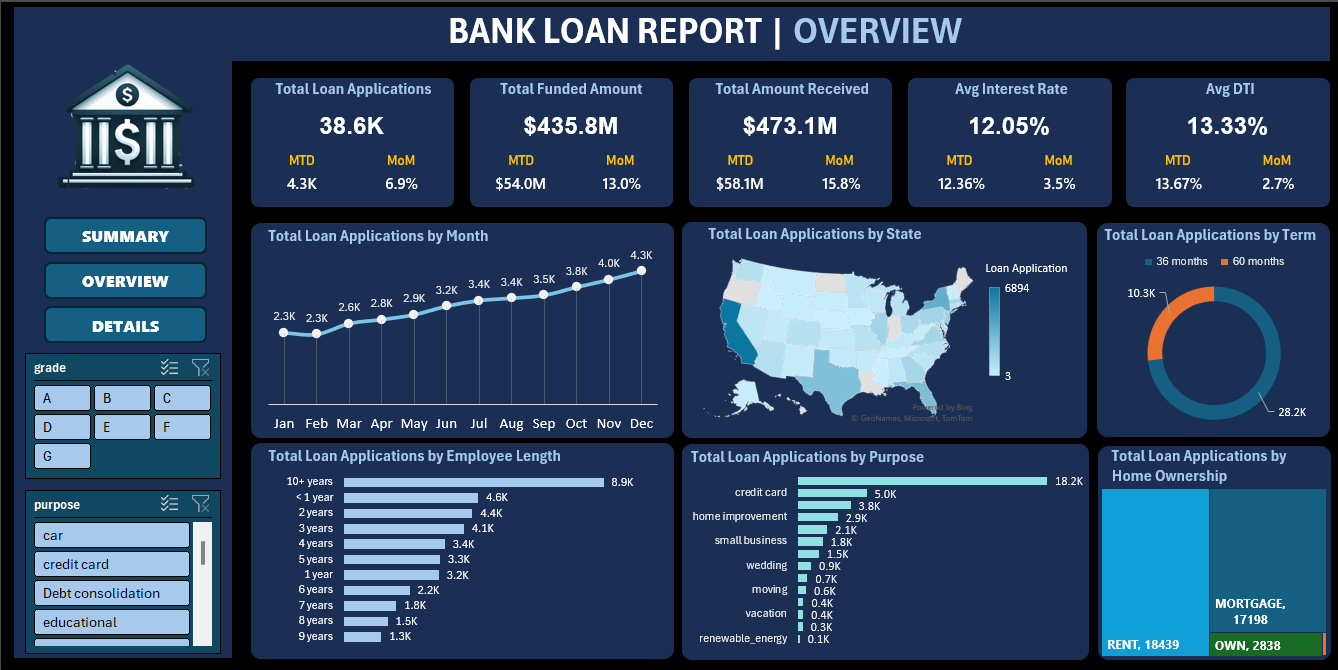 BANK LOAN REPORT | OVERVIEW
$
$
SUMMARY
OVERVIEW
DETAILS
grade
A B C
D E F
G
purpose
car
credit card
Debt consolidation
educational
Total Loan Applications
38.6K
MTD MoM
4.3K 6.9%
Total Funded Amount
$435.8M
MTD MoM
$54.0M 13.0%
Total Amount Received
$473.1M
MTD MoM
$58.1M 15.8%
Avg Interest Rate
12.05%
MTD MoM
12.36% 3.5%
Avg DTI
13.33%
MTD MoM
13.67% 2.7%
Total Loan Applications by Month
2.3K 2.3K 2.6K 2.8K 2.9K 3.2K 3.4K 3.4K 3.5K 3.8K 4.0K 4.3K
Jan Feb Mar Apr May Jun Jul Aug Sep Oct Nov Dec
Total Loan Applications by State
Loan Application
6894
3
Powered by Bing
© GeoNames, Microsoft, TomTom
Total Loan Applications by Term
36 months 60 months
10.3K
28.2K
Total Loan Applications by Employee Length
10+ years 8.9K
< 1 year 4.6K
2 years 4.4K
3 years 4.1K
4 years 3.4K
5 years 3.3K
1 year 3.2K
6 years 2.2K
7 years 1.8K
8 years 1.5K
9 years 1.3K
Total Loan Applications by Purpose
18.2K
credit card 5.0K
3.8K
home improvement 2.9K
2.1K
small business 1.8K
1.5K
wedding 0.9K
0.7K
moving 0.6K
0.4K
vacation 0.4K
0.3K
renewable_energy 0.1K
Total Loan Applications by
Home Ownership
RENT, 18439
MORTGAGE,
17198
OWN, 2838